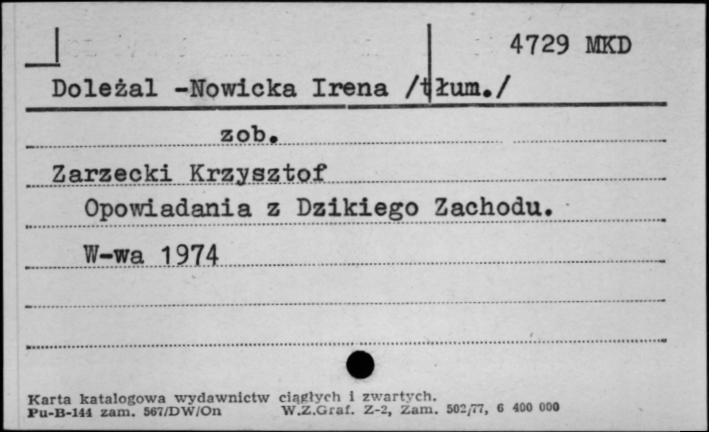 4729 MKD
Doleżal -Nowicka Irena /tłum./
zob.
Zarzecki Krzysztof
Opowiadania z Dzikiego Zachodu.
W-wa 1974
Karta katalogowa wydawnictw ciągłych i zwartych.
Pu-B-144 zam. 567/DW/On W.Z.Graf. Z-2, Zam. 502/77, 6 400 000